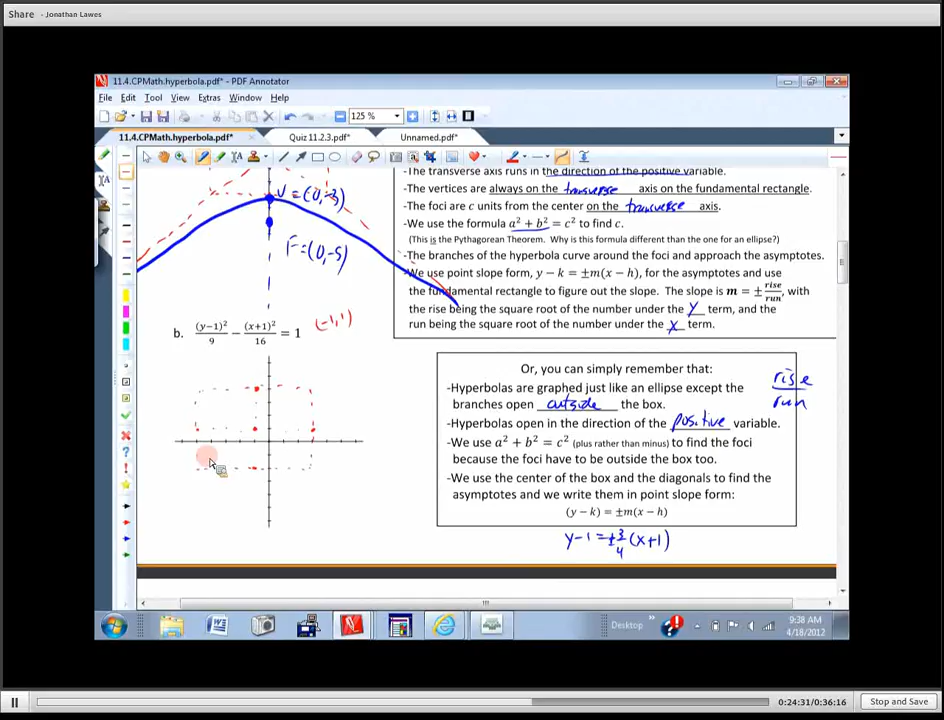 Share - Jonathan Lawes
11.4.CPMath.hyperbola.pdf* - PDF Annotator
File Edit Tool View Extras Window Help
125 %
11.4.CPMath.hyperbola.pdf* Quiz 11.2.3.pdf* Unnamed.pdf*
V = (0,-3)
F=(0,-5)
b. (y−1)²/9 − (x+1)²/16 = 1 (-1,1)
-The transverse axis runs in the direction of the positive variable.
-The vertices are always on the transverse axis on the fundamental rectangle.
-The foci are c units from the center on the transverse axis.
-We use the formula a² + b² = c² to find c.
(This is the Pythagorean Theorem. Why is this formula different than the one for an ellipse?)
-The branches of the hyperbola curve around the foci and approach the asymptotes.
-We use point slope form, y − k = ±m(x − h), for the asymptotes and use
the fundamental rectangle to figure out the slope. The slope is m = ± rise/run, with
the rise being the square root of the number under the y term, and the
run being the square root of the number under the x term.
Or, you can simply remember that:
-Hyperbolas are graphed just like an ellipse except the
branches open outside the box.
rise
run
-Hyperbolas open in the direction of the positive variable.
-We use a² + b² = c² (plus rather than minus) to find the foci
because the foci have to be outside the box too.
-We use the center of the box and the diagonals to find the
asymptotes and we write them in point slope form:
(y − k) = ±m(x − h)
y-1 = ±3/4 (x+1)
Desktop
9:38 AM
4/18/2012
0:24:31/0:36:16
Stop and Save